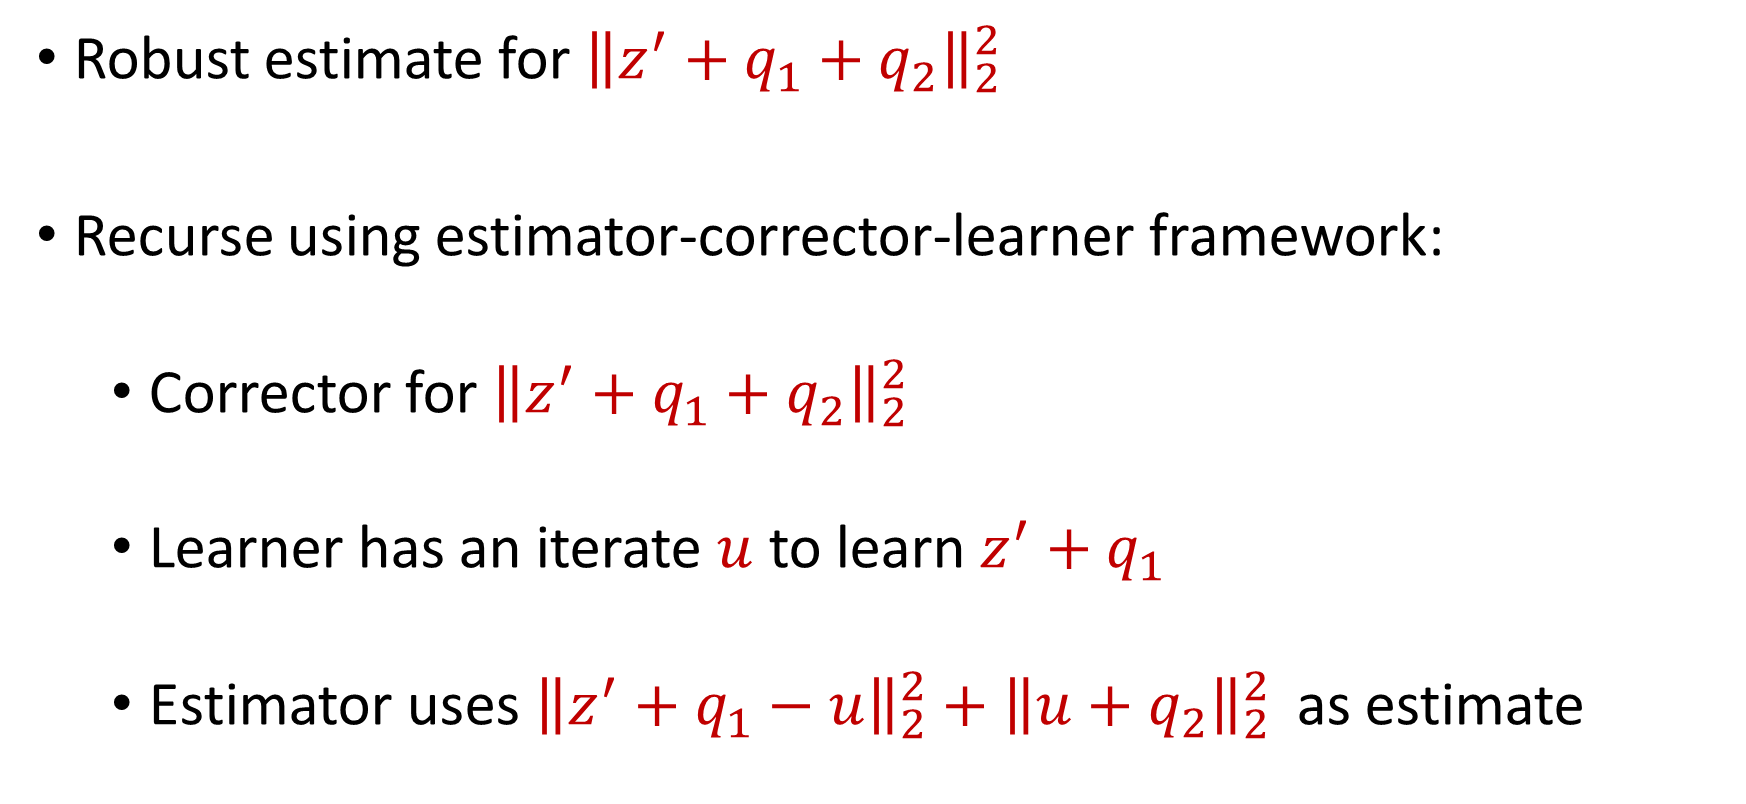 • Robust estimate for ‖z′ + q₁ + q₂‖₂²
• Recurse using estimator-corrector-learner framework:
• Corrector for ‖z′ + q₁ + q₂‖₂²
• Learner has an iterate u to learn z′ + q₁
• Estimator uses ‖z′ + q₁ − u‖₂² + ‖u + q₂‖₂² as estimate